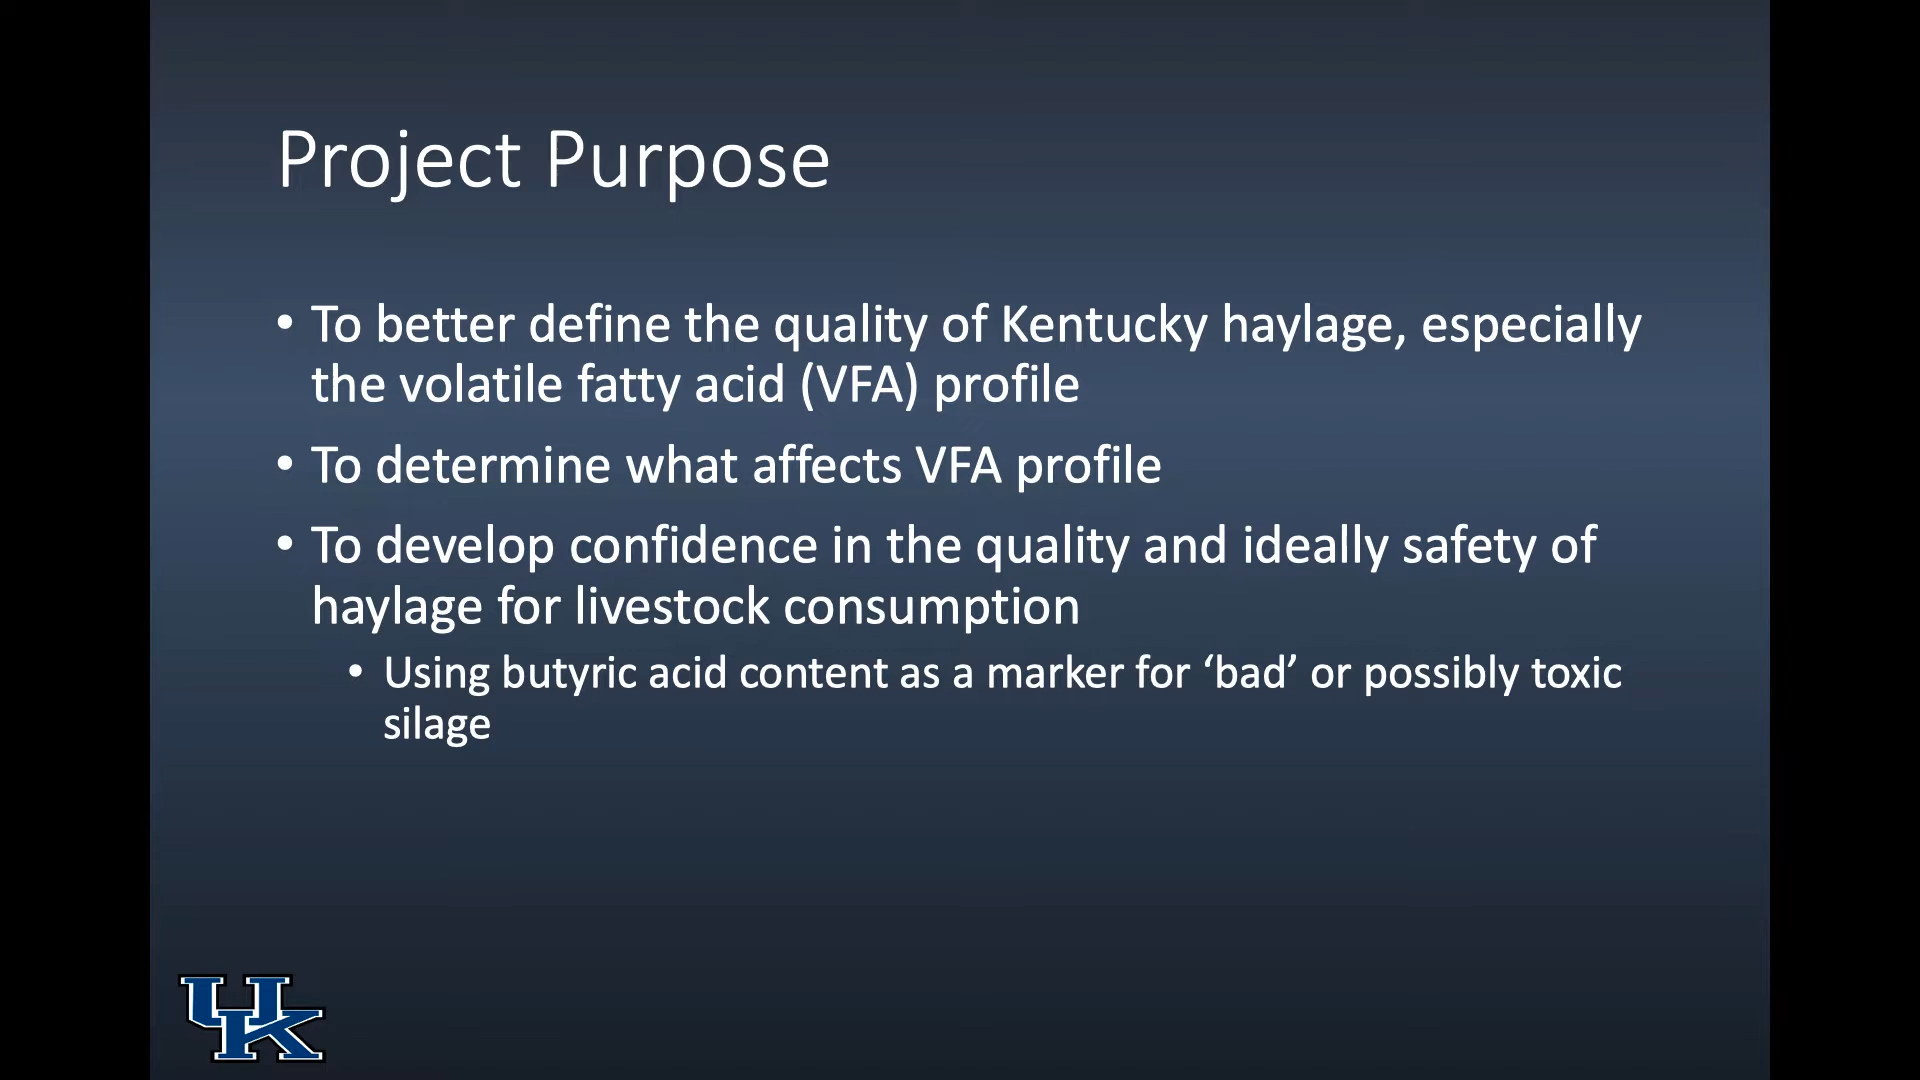 Project Purpose
• To better define the quality of Kentucky haylage, especially
the volatile fatty acid (VFA) profile
• To determine what affects VFA profile
• To develop confidence in the quality and ideally safety of
haylage for livestock consumption
• Using butyric acid content as a marker for ‘bad’ or possibly toxic
silage
UK